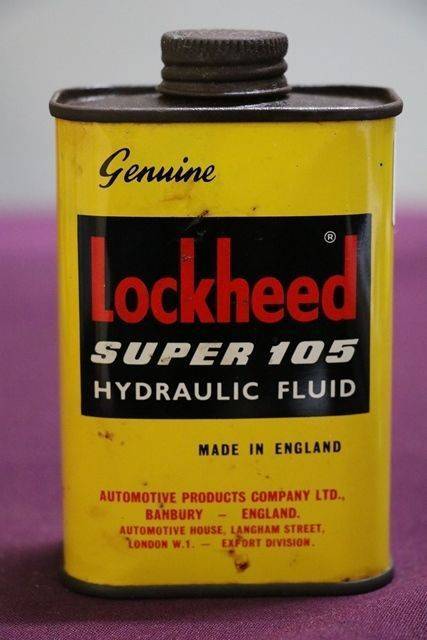 Genuine
Lockheed ®
SUPER 105
HYDRAULIC FLUID
MADE IN ENGLAND
AUTOMOTIVE PRODUCTS COMPANY LTD.,
BANBURY — ENGLAND.
AUTOMOTIVE HOUSE, LANGHAM STREET,
LONDON W.1. — EXPORT DIVISION.